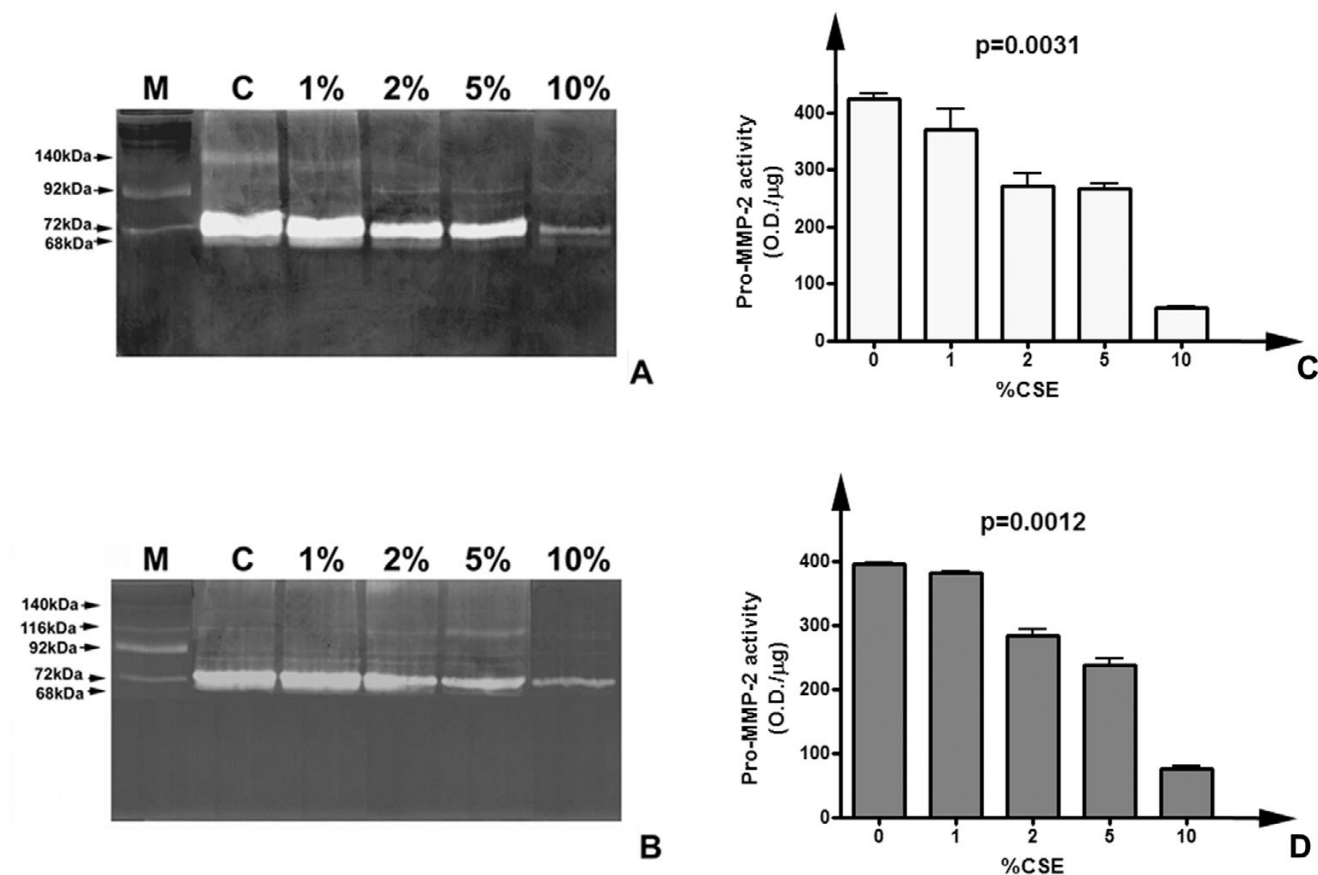 M C 1% 2% 5% 10%
140kDa
92kDa
72kDa
68kDa
A
p=0.0031
Pro-MMP-2 activity
(O.D./µg)
400
300
200
100
0
0 1 2 5 10
%CSE
C
M C 1% 2% 5% 10%
140kDa
116kDa
92kDa
72kDa
68kDa
B
p=0.0012
Pro-MMP-2 activity
(O.D./µg)
400
300
200
100
0
0 1 2 5 10
%CSE
D